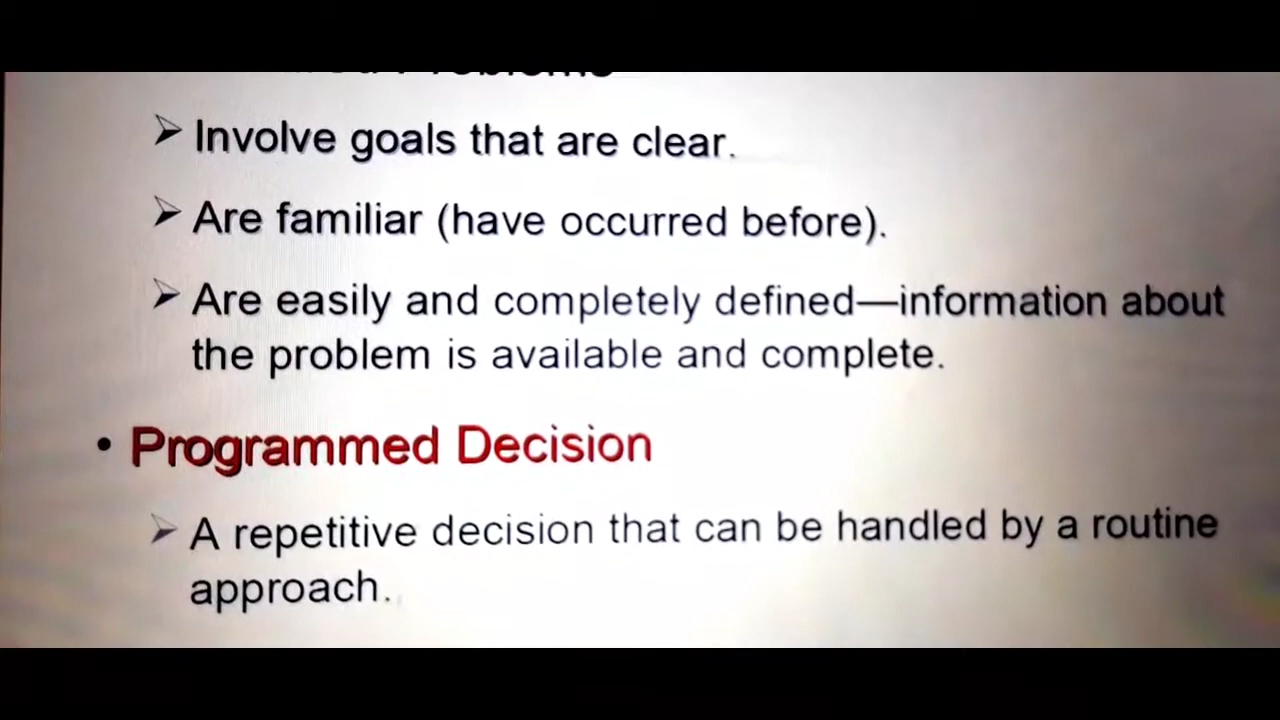 Problems
➢ Involve goals that are clear.
➢ Are familiar (have occurred before).
➢ Are easily and completely defined—information about
the problem is available and complete.
• Programmed Decision
➢ A repetitive decision that can be handled by a routine
approach.